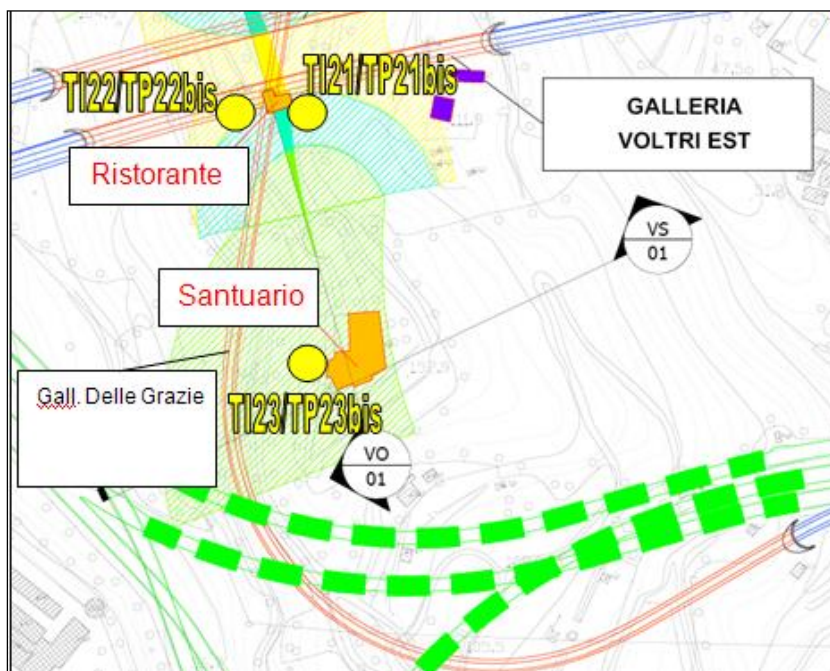 TI22/TP22bis
TI21/TP21bis
GALLERIA
VOLTRI EST
Ristorante
VS
01
Santuario
Gall. Delle Grazie
TI23/TP23bis
VO
01